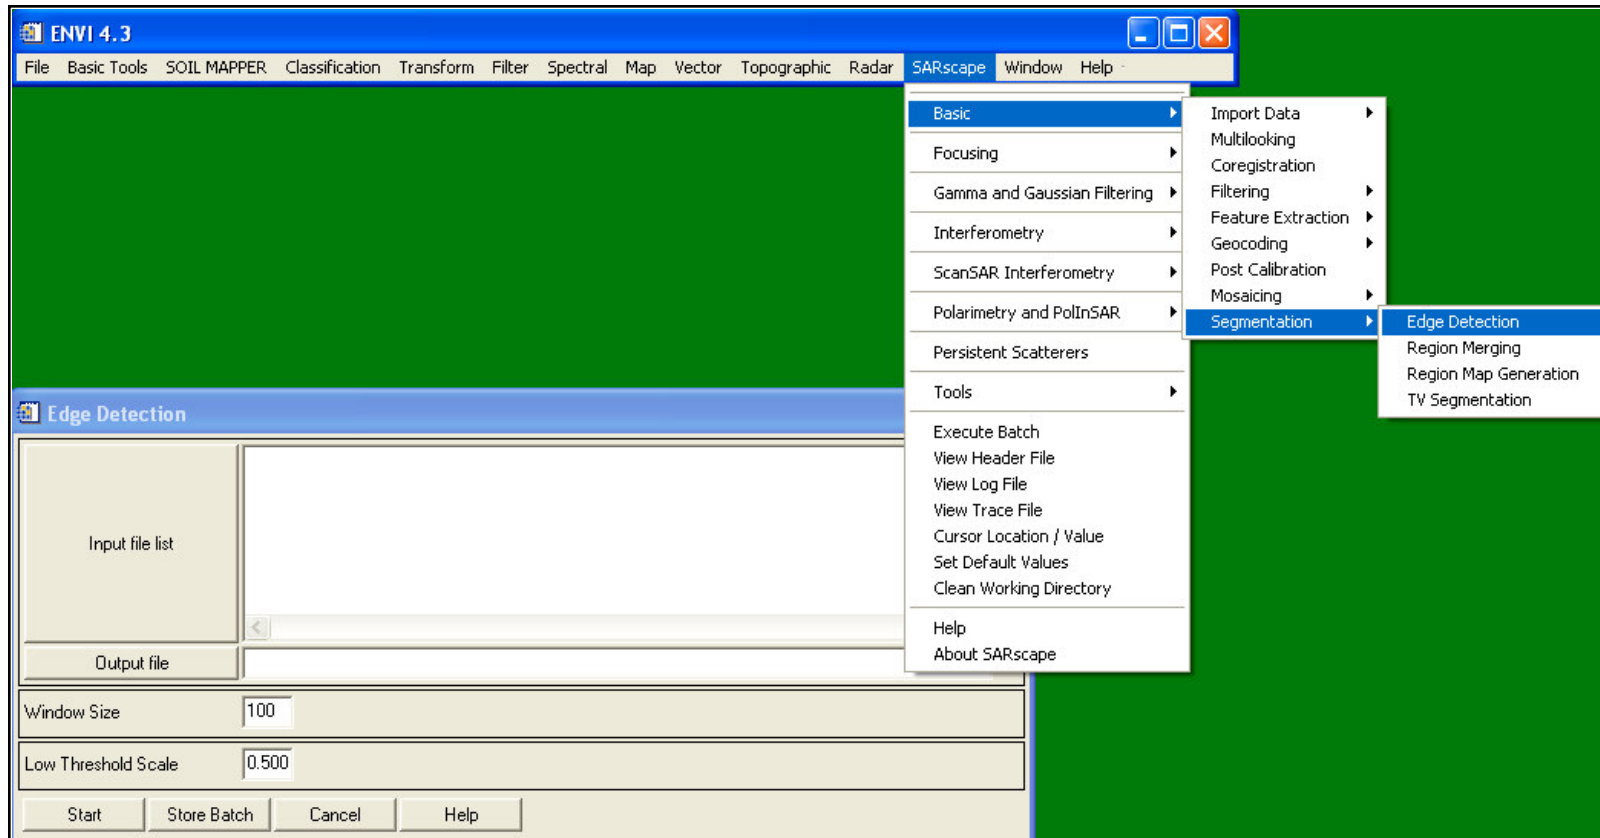 ENVI 4.3
File Basic Tools SOIL MAPPER Classification Transform Filter Spectral Map Vector Topographic Radar SARscape Window Help
Basic
Focusing
Gamma and Gaussian Filtering
Interferometry
ScanSAR Interferometry
Polarimetry and PolInSAR
Persistent Scatterers
Tools
Execute Batch
View Header File
View Log File
View Trace File
Cursor Location / Value
Set Default Values
Clean Working Directory
Help
About SARscape
Import Data
Multilooking
Coregistration
Filtering
Feature Extraction
Geocoding
Post Calibration
Mosaicing
Segmentation
Edge Detection
Region Merging
Region Map Generation
TV Segmentation
Edge Detection
Input file list
Output file
Window Size 100
Low Threshold Scale 0.500
Start Store Batch Cancel Help